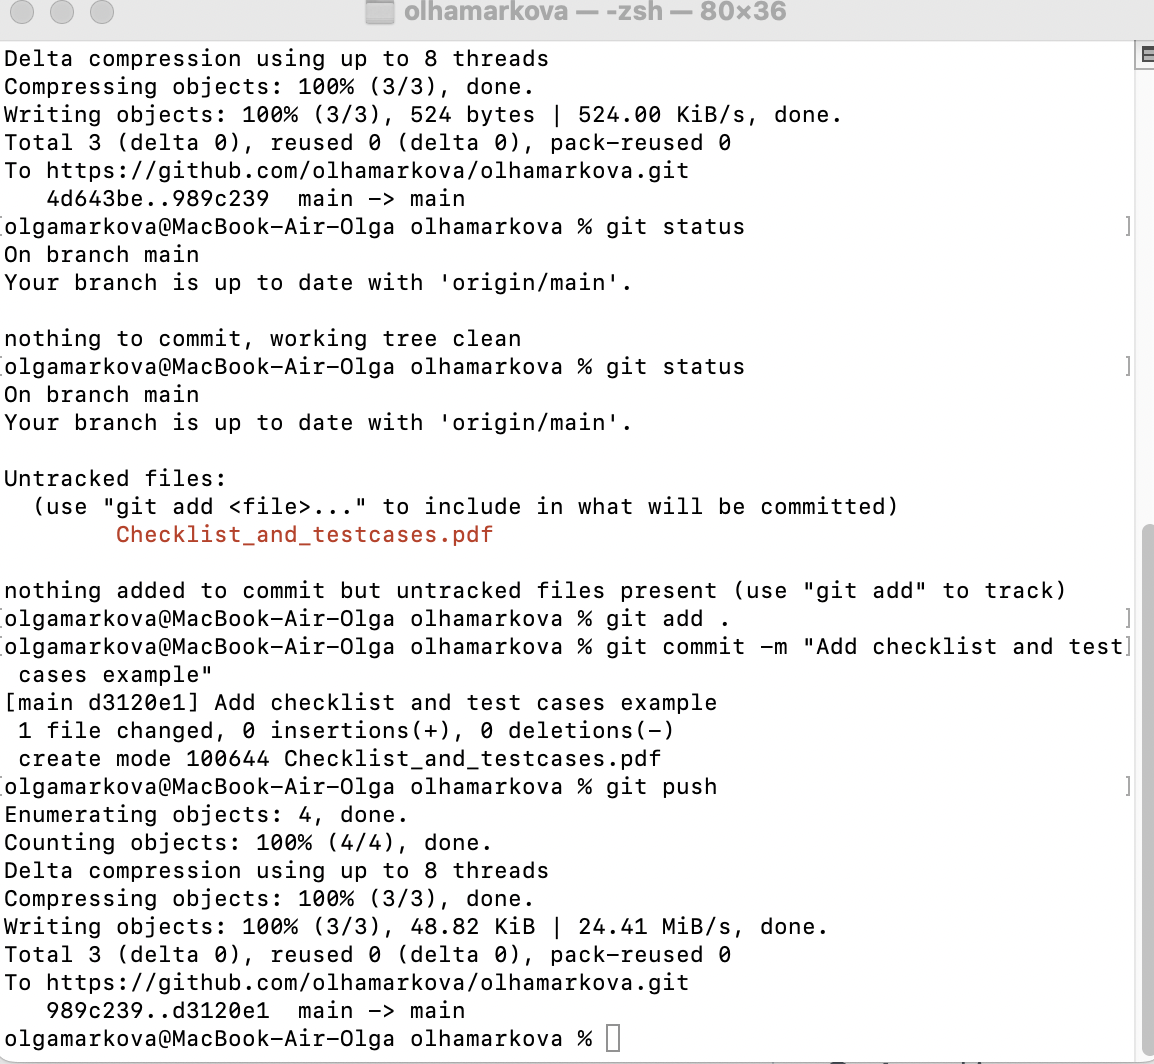 olhamarkova — -zsh — 80×36
Delta compression using up to 8 threads
Compressing objects: 100% (3/3), done.
Writing objects: 100% (3/3), 524 bytes | 524.00 KiB/s, done.
Total 3 (delta 0), reused 0 (delta 0), pack-reused 0
To https://github.com/olhamarkova/olhamarkova.git
   4d643be..989c239  main -> main
[olgamarkova@MacBook-Air-Olga olhamarkova % git status ]
On branch main
Your branch is up to date with 'origin/main'.

nothing to commit, working tree clean
[olgamarkova@MacBook-Air-Olga olhamarkova % git status ]
On branch main
Your branch is up to date with 'origin/main'.

Untracked files:
  (use "git add <file>..." to include in what will be committed)
        Checklist_and_testcases.pdf

nothing added to commit but untracked files present (use "git add" to track)
[olgamarkova@MacBook-Air-Olga olhamarkova % git add . ]
[olgamarkova@MacBook-Air-Olga olhamarkova % git commit -m "Add checklist and test]
 cases example"
[main d3120e1] Add checklist and test cases example
 1 file changed, 0 insertions(+), 0 deletions(-)
 create mode 100644 Checklist_and_testcases.pdf
[olgamarkova@MacBook-Air-Olga olhamarkova % git push ]
Enumerating objects: 4, done.
Counting objects: 100% (4/4), done.
Delta compression using up to 8 threads
Compressing objects: 100% (3/3), done.
Writing objects: 100% (3/3), 48.82 KiB | 24.41 MiB/s, done.
Total 3 (delta 0), reused 0 (delta 0), pack-reused 0
To https://github.com/olhamarkova/olhamarkova.git
   989c239..d3120e1  main -> main
olgamarkova@MacBook-Air-Olga olhamarkova %